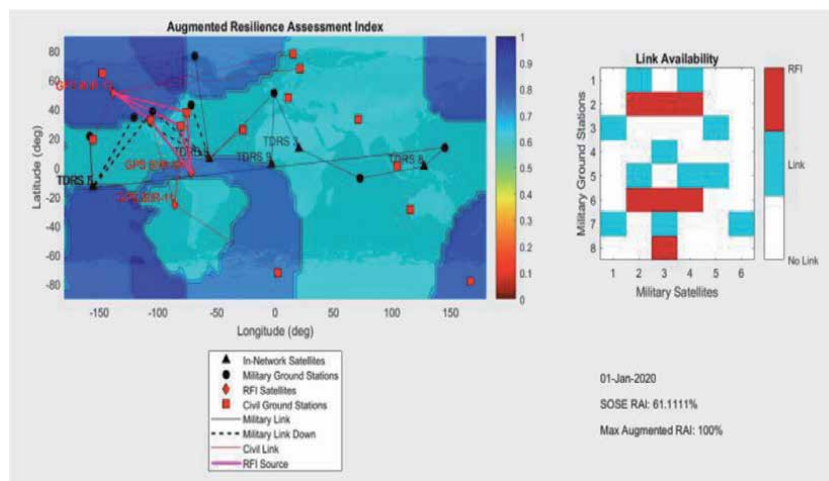 Augmented Resilience Assessment Index
80
60
40
20
0
-20
-40
-60
-80
Latitude (deg)
-150
-100
-50
0
50
100
150
Longitude (deg)
TDRS
TDRS 9
TDRS 8
1
0.9
0.8
0.7
0.6
0.5
0.4
0.3
0.2
0.1
0
Link Availability
Military Ground Stations
1
2
3
4
5
6
7
8
1 2 3 4 5 6
Military Satellites
RFI
Link
No Link
In-Network Satellites
Military Ground Stations
RFI Satellites
Civil Ground Stations
Military Link
Military Link Down
Civil Link
RFI Source
01-Jan-2020
SOSE RAI: 61.1111%
Max Augmented RAI: 100%